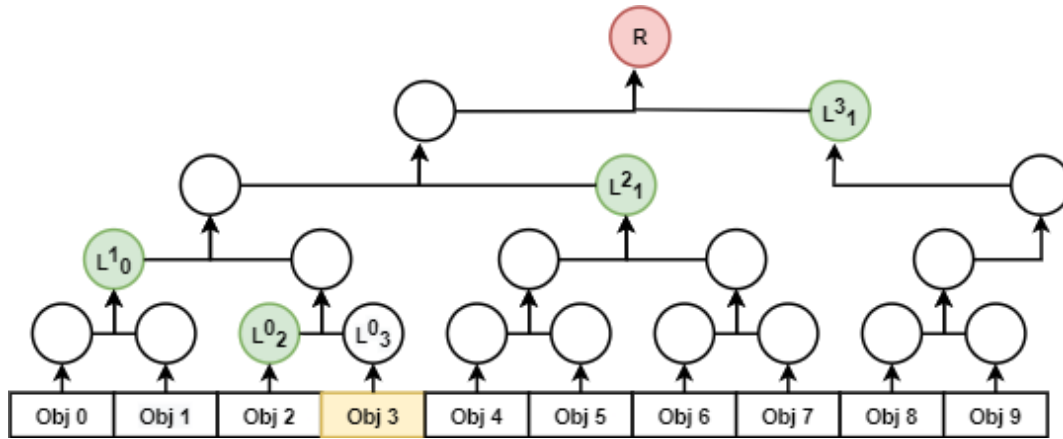 R
L³₁
L²₁
L¹₀
L⁰₂ L⁰₃
Obj 0 Obj 1 Obj 2 Obj 3 Obj 4 Obj 5 Obj 6 Obj 7 Obj 8 Obj 9